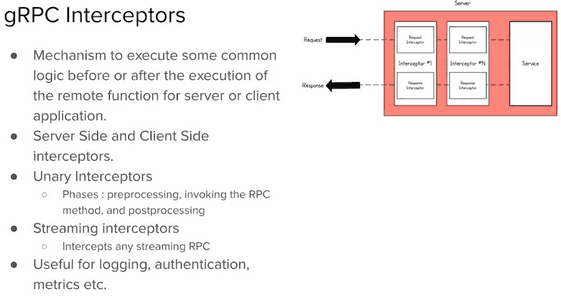 gRPC Interceptors
● Mechanism to execute some common
logic before or after the execution of
the remote function for server or client
application.
● Server Side and Client Side
interceptors.
● Unary Interceptors
○ Phases : preprocessing, invoking the RPC
method, and postprocessing
● Streaming interceptors
○ Intercepts any streaming RPC
● Useful for logging, authentication,
metrics etc.
Server
Request
Request
Interceptor
Request
Interceptor
Interceptor #1
Interceptor #N
Service
Response
Response
Interceptor
Response
Interceptor